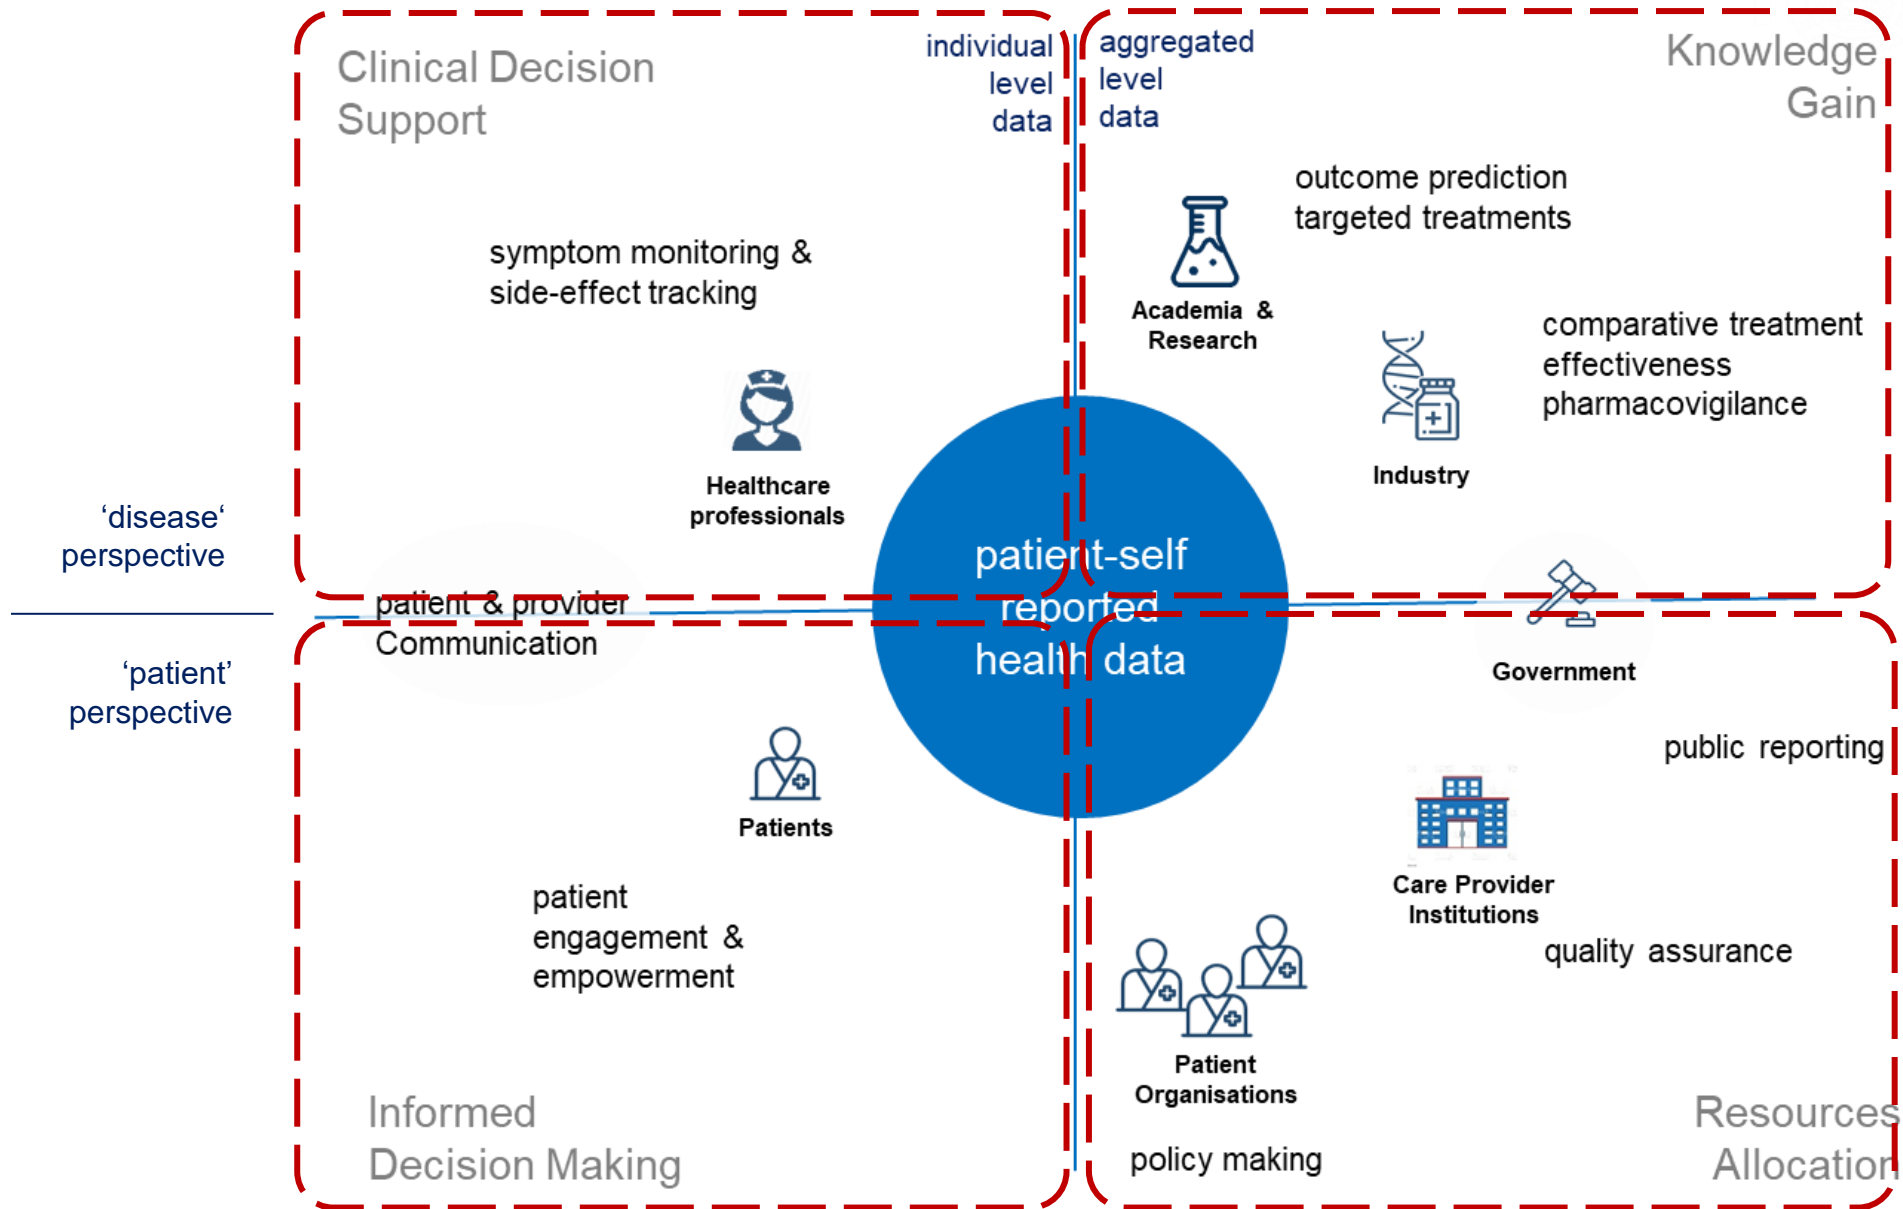 Clinical Decision
Support
individual
level
data
aggregated
level
data
Knowledge
Gain
symptom monitoring &
side-effect tracking
outcome prediction
targeted treatments
Academia &
Research
comparative treatment
effectiveness
pharmacovigilance
Industry
Healthcare
professionals
‘disease‘
perspective
patient-self
reported
health data
patient & provider
Communication
‘patient’
perspective
Government
public reporting
Patients
Care Provider
Institutions
patient
engagement &
empowerment
quality assurance
Patient
Organisations
policy making
Informed
Decision Making
Resources
Allocation